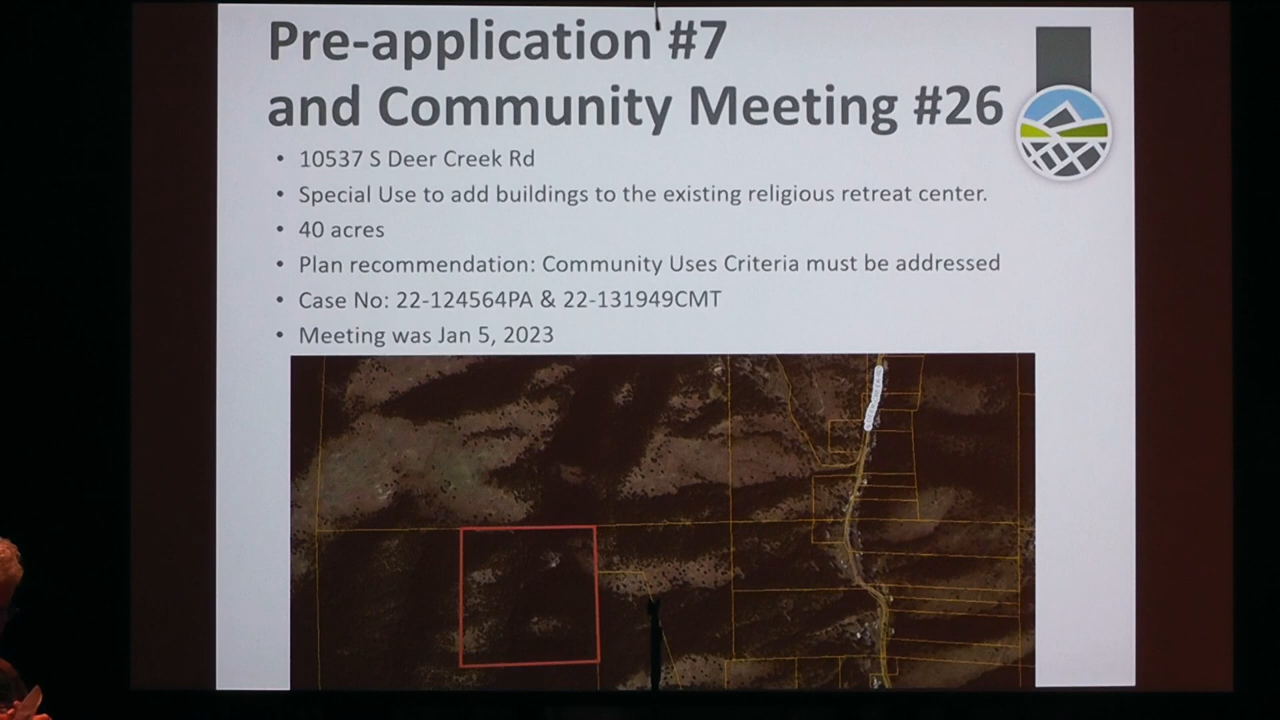 Pre-application #7
and Community Meeting #26
• 10537 S Deer Creek Rd
• Special Use to add buildings to the existing religious retreat center.
• 40 acres
• Plan recommendation: Community Uses Criteria must be addressed
• Case No: 22-124564PA & 22-131949CMT
• Meeting was Jan 5, 2023